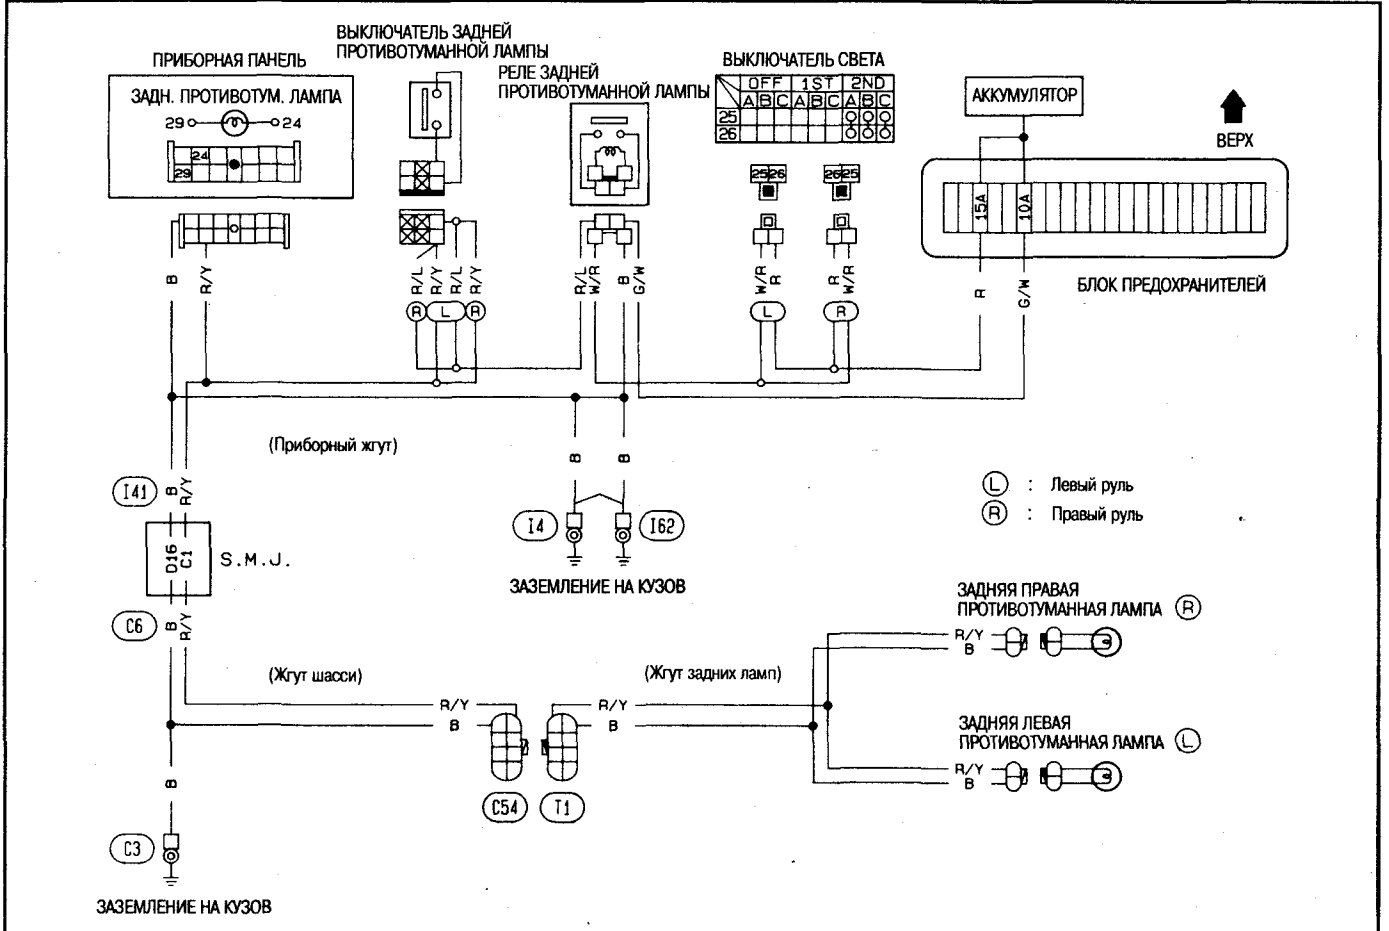 ВЫКЛЮЧАТЕЛЬ ЗАДНЕЙ
ПРОТИВОТУМАННОЙ ЛАМПЫ
ПРИБОРНАЯ ПАНЕЛЬ
РЕЛЕ ЗАДНЕЙ
ПРОТИВОТУМАННОЙ ЛАМПЫ
ВЫКЛЮЧАТЕЛЬ СВЕТА
OFF 1ST 2ND
A B C A B C A B C
25
26
АККУМУЛЯТОР
ВЕРХ
ЗАДН. ПРОТИВОТУМ. ЛАМПА
29 24
24
29
25 26
26 25
15A
10A
БЛОК ПРЕДОХРАНИТЕЛЕЙ
B
R/Y
R/L
R/Y
R/L
R/Y
R/L
W/R
B
G/W
W/R
R
R
W/R
R
G/W
R
L
R
L
R
(Приборный жгут)
B
B
L : Левый руль
R : Правый руль
I41
B
R/Y
I4
I62
D16
C1
S.M.J.
ЗАЗЕМЛЕНИЕ НА КУЗОВ
C6
B
R/Y
ЗАДНЯЯ ПРАВАЯ
ПРОТИВОТУМАННАЯ ЛАМПА R
R/Y
B
(Жгут шасси)
(Жгут задних ламп)
R/Y
B
R/Y
B
ЗАДНЯЯ ЛЕВАЯ
ПРОТИВОТУМАННАЯ ЛАМПА L
R/Y
B
B
C54
T1
C3
ЗАЗЕМЛЕНИЕ НА КУЗОВ